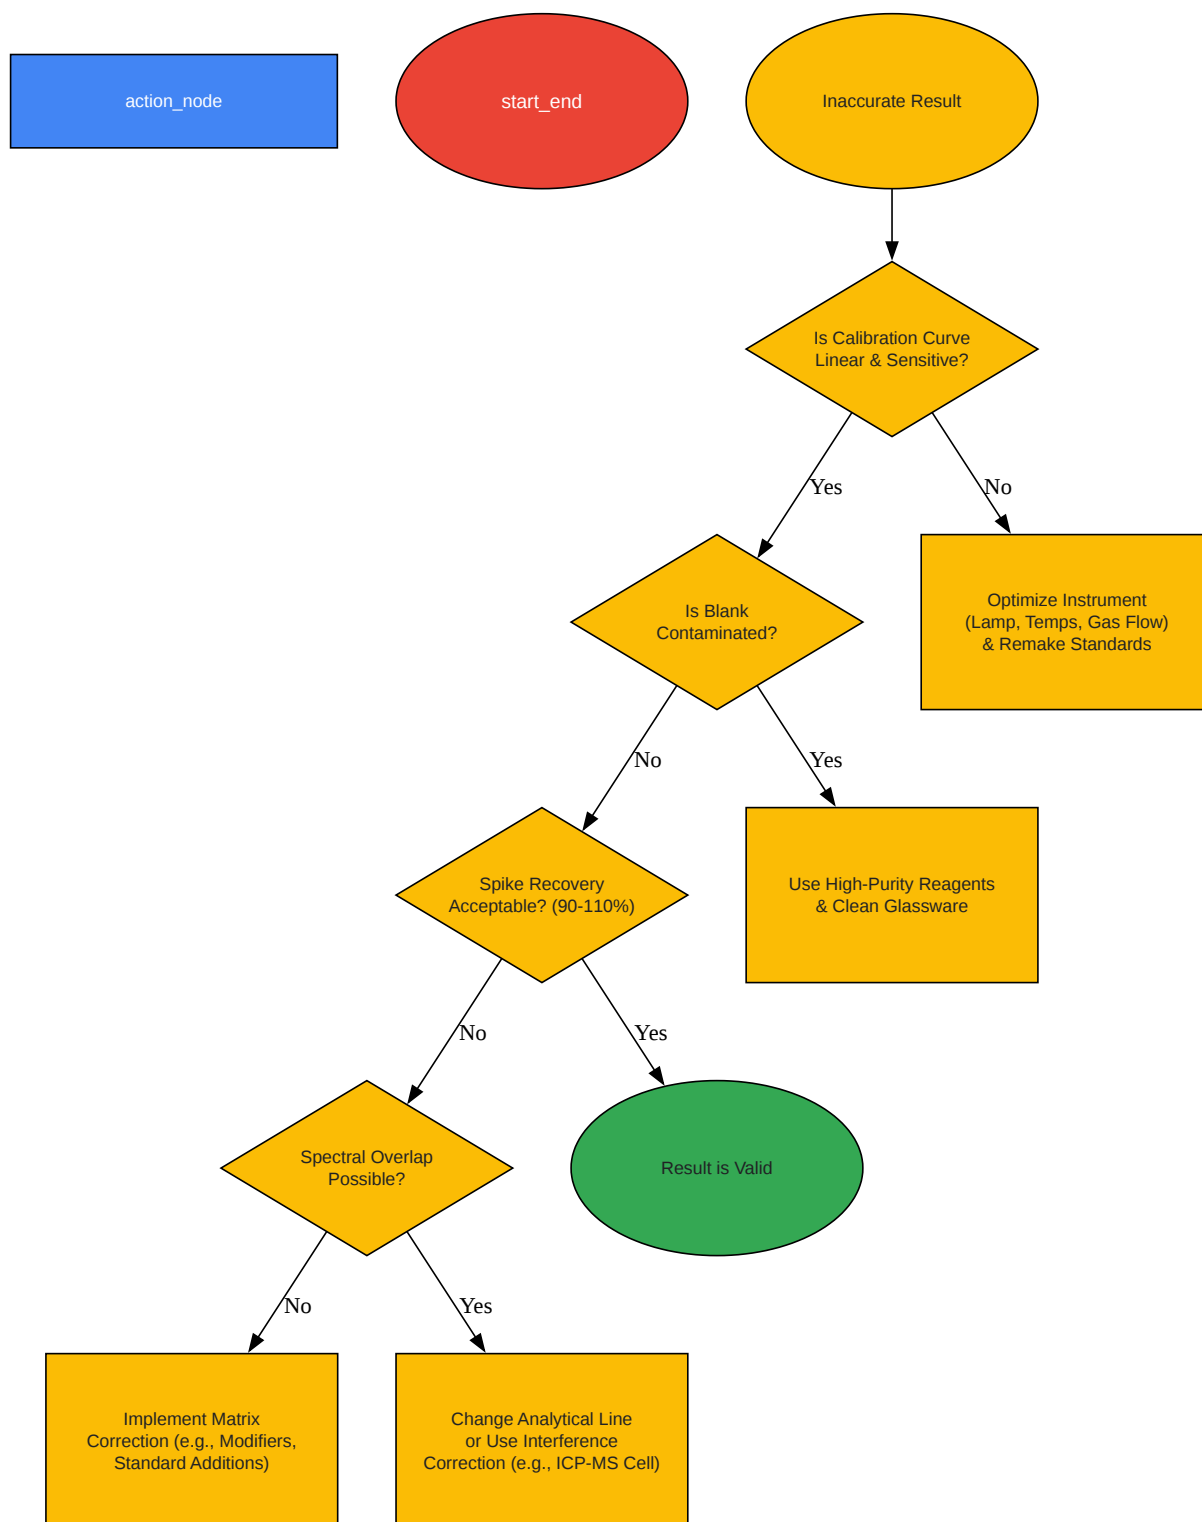 action_node
start_end
Inaccurate Result
Is Calibration Curve
Linear & Sensitive?
Yes
No
Is Blank
Contaminated?
Optimize Instrument
(Lamp, Temps, Gas Flow)
& Remake Standards
No
Yes
Spike Recovery
Acceptable? (90-110%)
Use High-Purity Reagents
& Clean Glassware
No
Yes
Spectral Overlap
Possible?
Result is Valid
No
Yes
Implement Matrix
Correction (e.g., Modifiers,
Standard Additions)
Change Analytical Line
or Use Interference
Correction (e.g., ICP-MS Cell)